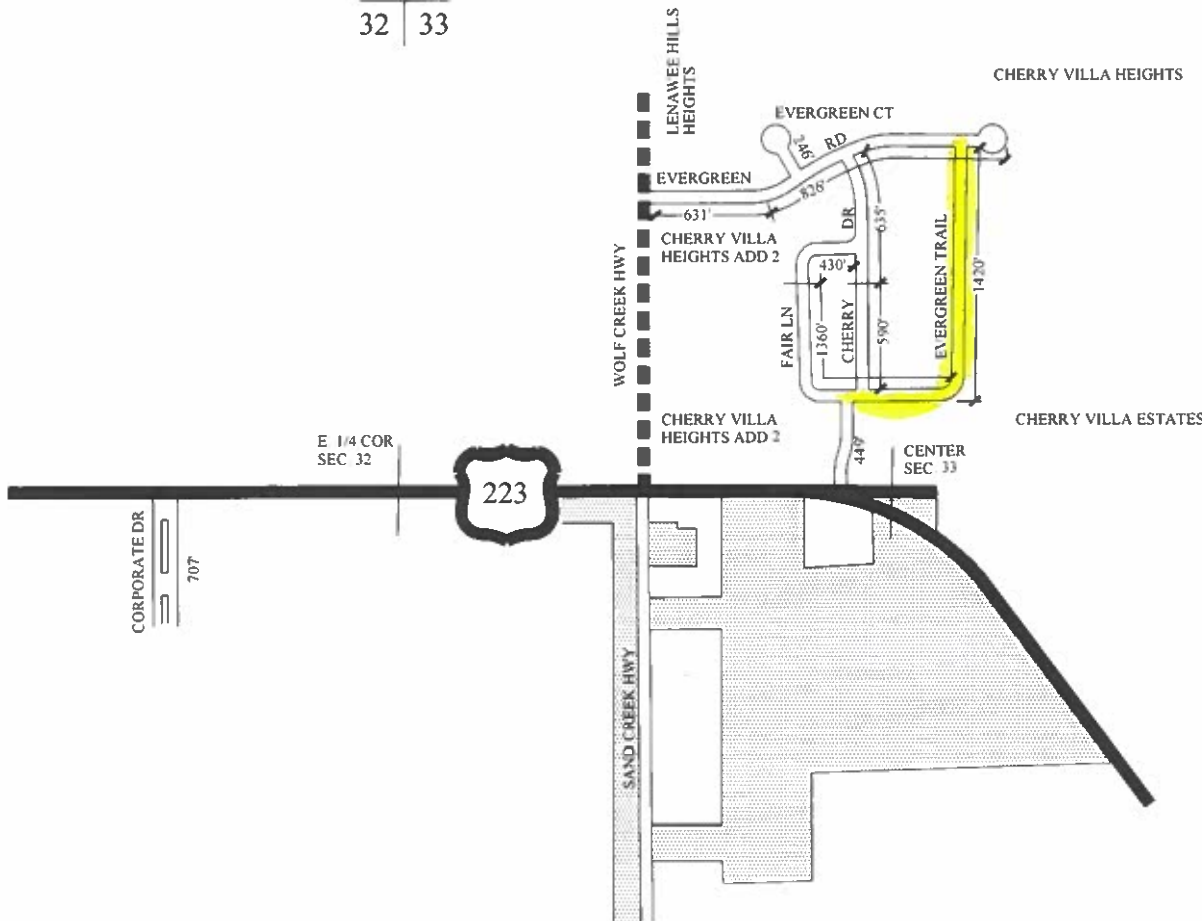 32 33
LENAWEE HILLS
HEIGHTS
CHERRY VILLA HEIGHTS
EVERGREEN CT
246'
RD
EVERGREEN
826'
631'
DR
635'
CHERRY VILLA
HEIGHTS ADD 2
430'
WOLF CREEK HWY
FAIR LN
1360'
CHERRY
590'
EVERGREEN TRAIL
1420'
CHERRY VILLA
HEIGHTS ADD 2
CHERRY VILLA ESTATES
449'
CENTER
SEC 33
E 1/4 COR
SEC 32
223
CORPORATE DR
707'
SAND CREEK HWY